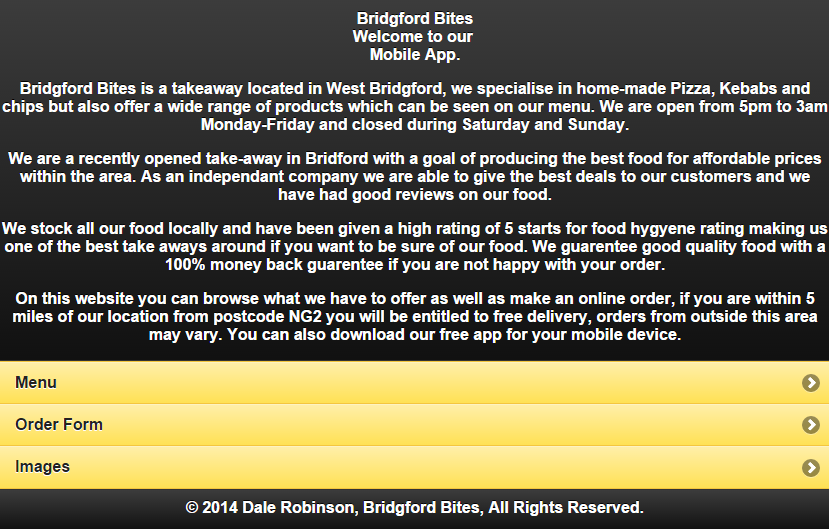 Bridgford Bites
Welcome to our
Mobile App.
Bridgford Bites is a takeaway located in West Bridgford, we specialise in home-made Pizza, Kebabs and
chips but also offer a wide range of products which can be seen on our menu. We are open from 5pm to 3am
Monday-Friday and closed during Saturday and Sunday.
We are a recently opened take-away in Bridford with a goal of producing the best food for affordable prices
within the area. As an independant company we are able to give the best deals to our customers and we
have had good reviews on our food.
We stock all our food locally and have been given a high rating of 5 starts for food hygyene rating making us
one of the best take aways around if you want to be sure of our food. We guarentee good quality food with a
100% money back guarentee if you are not happy with your order.
On this website you can browse what we have to offer as well as make an online order, if you are within 5
miles of our location from postcode NG2 you will be entitled to free delivery, orders from outside this area
may vary. You can also download our free app for your mobile device.
Menu
Order Form
Images
© 2014 Dale Robinson, Bridgford Bites, All Rights Reserved.